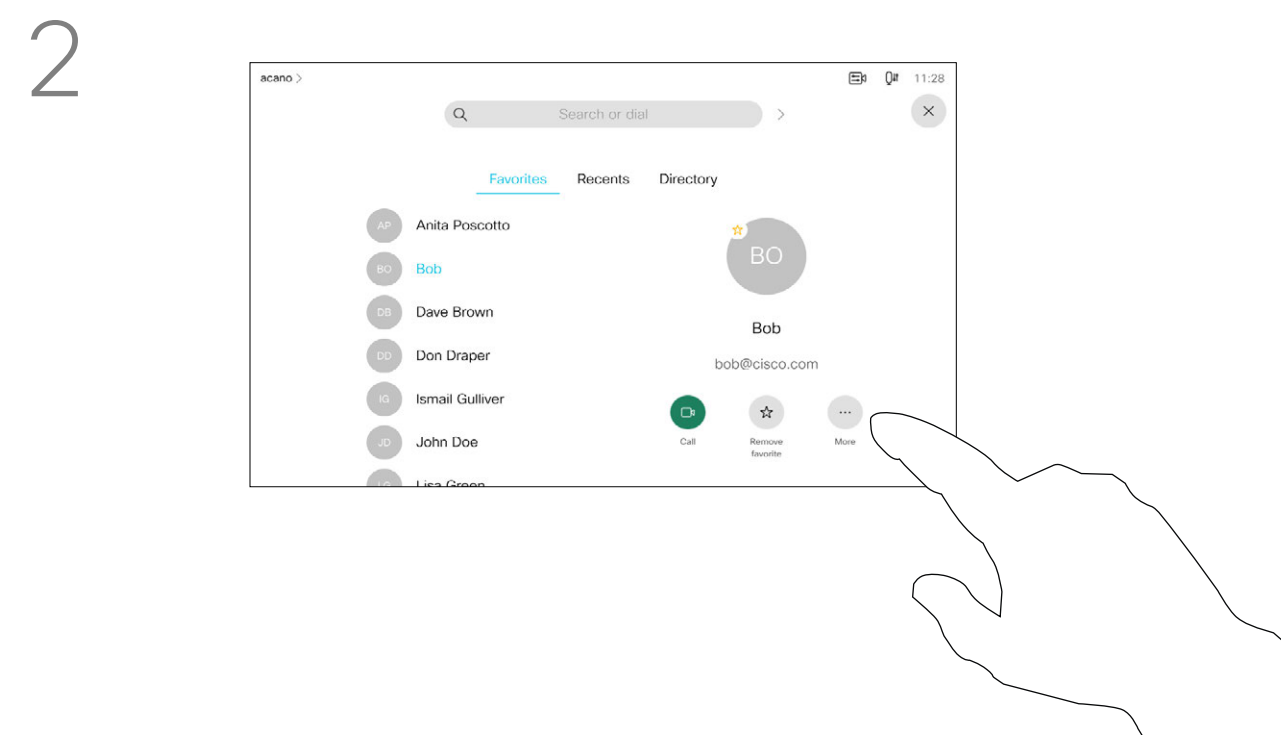 2
acano >
11:28
Search or dial
Favorites Recents Directory
AP Anita Poscotto
BO Bob
DB Dave Brown
DD Don Draper
IG Ismail Gulliver
JD John Doe
LG Lisa Green
BO
Bob
bob@cisco.com
Call
Remove
favorite
More